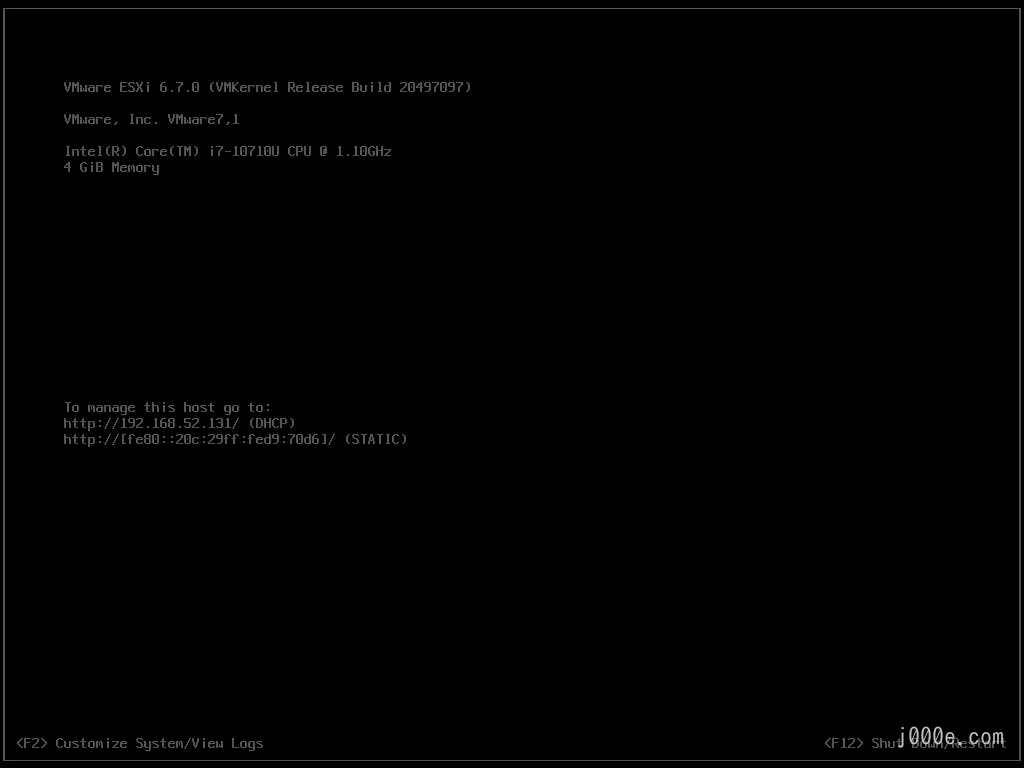 VMware ESXi 6.7.0 (VMKernel Release Build 20497097)
VMware, Inc. VMware7,1
Intel(R) Core(TM) i7-10710U CPU @ 1.10GHz
4 GiB Memory
To manage this host go to:
http://192.168.52.131/ (DHCP)
http://[fe80::20c:29ff:fed9:70d6]/ (STATIC)
<F2> Customize System/View Logs
<F12> Shut Down/Restart
j000e.com